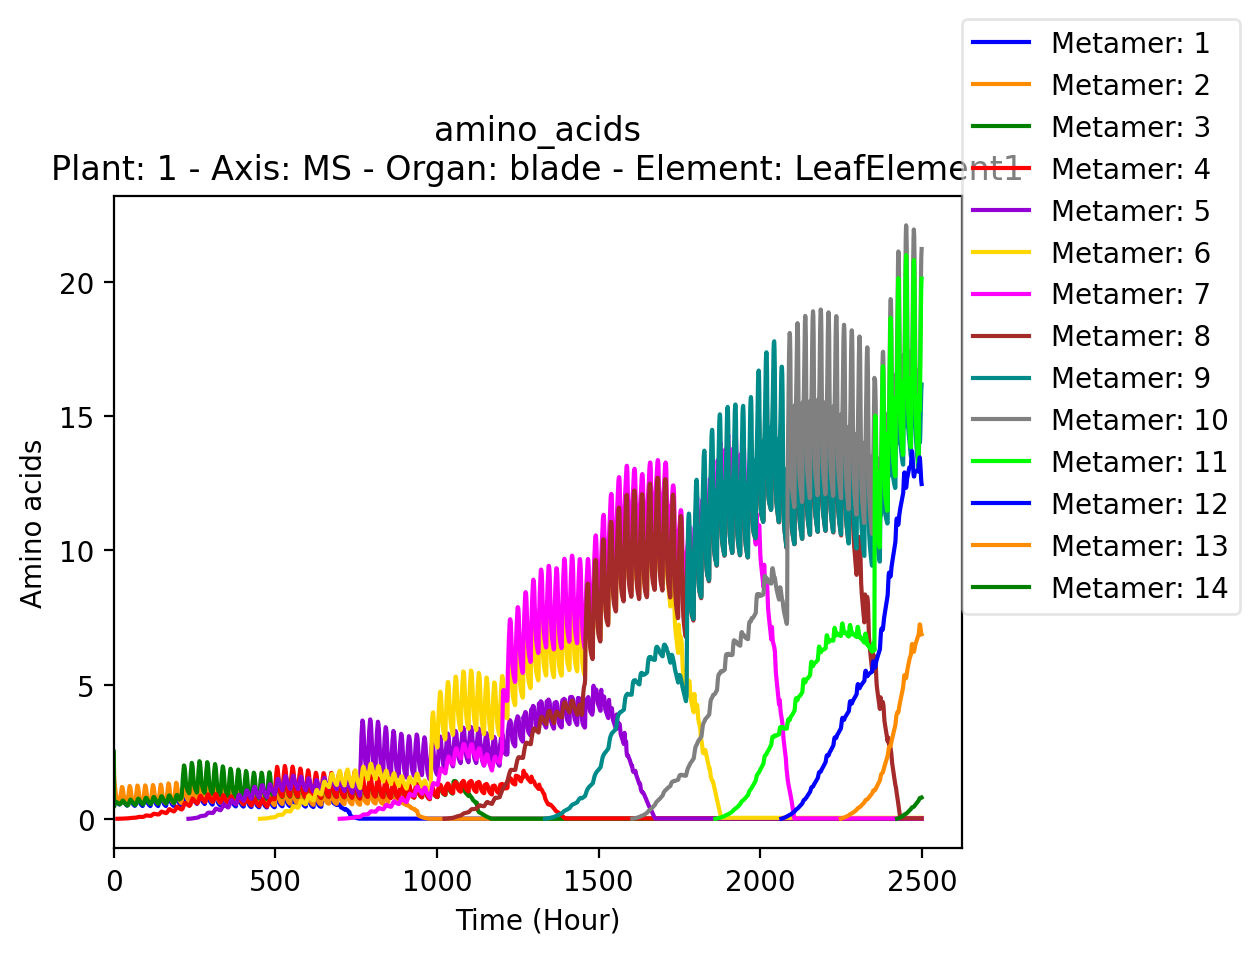 amino_acids
Plant: 1 - Axis: MS - Organ: blade - Element: LeafElement1
Metamer: 1
Metamer: 2
Metamer: 3
Metamer: 4
Metamer: 5
Metamer: 6
Metamer: 7
Metamer: 8
Metamer: 9
Metamer: 10
Metamer: 11
Metamer: 12
Metamer: 13
Metamer: 14
Amino acids
20
15
10
5
0
0
500
1000
1500
2000
2500
Time (Hour)